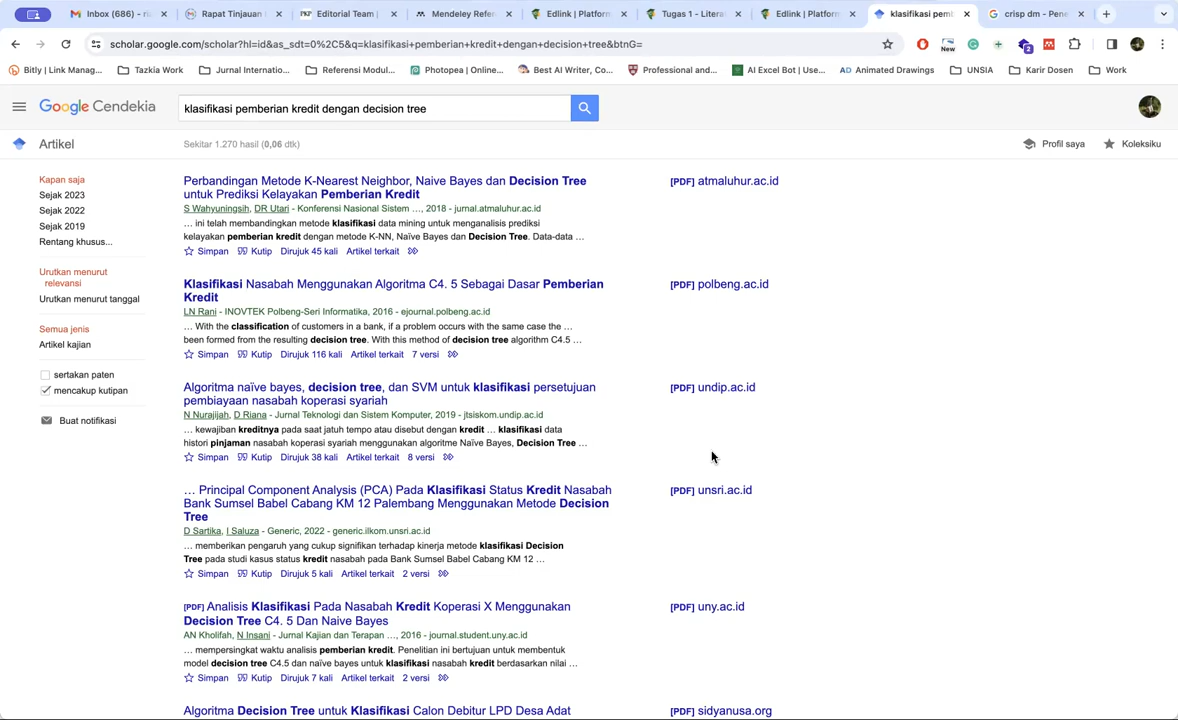 Inbox (686) - ri
Rapat Tinjauan
PKP Editorial Team
Mendeley Refer
Edlink | Platform
Tugas 1 - Litera
Edlink | Platform
klasifikasi pemb
crisp dm - Pene
scholar.google.com/scholar?hl=id&as_sdt=0%2C5&q=klasifikasi+pemberian+kredit+dengan+decision+tree&btnG=
New
2
Bitly | Link Manag...
Tazkia Work
Jurnal Internatio...
Referensi Modul...
Photopea | Online...
Best AI Writer, Co...
Professional and...
AI Excel Bot | Use...
AD Animated Drawings
UNSIA
Karir Dosen
Work
Google Cendekia
klasifikasi pemberian kredit dengan decision tree
Artikel
Sekitar 1.270 hasil (0,06 dtk)
Profil saya
Koleksiku
Kapan saja
Sejak 2023
Sejak 2022
Sejak 2019
Rentang khusus...
Urutkan menurut
relevansi
Urutkan menurut tanggal
Semua jenis
Artikel kajian
sertakan paten
mencakup kutipan
Buat notifikasi
Perbandingan Metode K-Nearest Neighbor, Naive Bayes dan Decision Tree
untuk Prediksi Kelayakan Pemberian Kredit
S Wahyuningsih, DR Utari - Konferensi Nasional Sistem …, 2018 - jurnal.atmaluhur.ac.id
… ini telah membandingkan metode klasifikasi data mining untuk menganalisis prediksi
kelayakan pemberian kredit dengan metode K-NN, Naïve Bayes dan Decision Tree. Data-data …
Simpan Kutip Dirujuk 45 kali Artikel terkait
[PDF] atmaluhur.ac.id
Klasifikasi Nasabah Menggunakan Algoritma C4. 5 Sebagai Dasar Pemberian
Kredit
LN Rani - INOVTEK Polbeng-Seri Informatika, 2016 - ejournal.polbeng.ac.id
… With the classification of customers in a bank, if a problem occurs with the same case the …
been formed from the resulting decision tree. With this method of decision tree algorithm C4.5 …
Simpan Kutip Dirujuk 116 kali Artikel terkait 7 versi
[PDF] polbeng.ac.id
Algoritma naïve bayes, decision tree, dan SVM untuk klasifikasi persetujuan
pembiayaan nasabah koperasi syariah
N Nurajijah, D Riana - Jurnal Teknologi dan Sistem Komputer, 2019 - jtsiskom.undip.ac.id
… kewajiban kreditnya pada saat jatuh tempo atau disebut dengan kredit … klasifikasi data
histori pinjaman nasabah koperasi syariah menggunakan algoritme Naïve Bayes, Decision Tree …
Simpan Kutip Dirujuk 38 kali Artikel terkait 8 versi
[PDF] undip.ac.id
… Principal Component Analysis (PCA) Pada Klasifikasi Status Kredit Nasabah
Bank Sumsel Babel Cabang KM 12 Palembang Menggunakan Metode Decision
Tree
D Sartika, I Saluza - Generic, 2022 - generic.ilkom.unsri.ac.id
… memberikan pengaruh yang cukup signifikan terhadap kinerja metode klasifikasi Decision
Tree pada studi kasus status kredit nasabah pada Bank Sumsel Babel Cabang KM 12 …
Simpan Kutip Dirujuk 5 kali Artikel terkait 2 versi
[PDF] unsri.ac.id
[PDF] Analisis Klasifikasi Pada Nasabah Kredit Koperasi X Menggunakan
Decision Tree C4. 5 Dan Naive Bayes
AN Kholifah, N Insani - Jurnal Kajian dan Terapan …, 2016 - journal.student.uny.ac.id
… mempersingkat waktu analisis pemberian kredit. Penelitian ini bertujuan untuk membentuk
model decision tree C4.5 dan naïve bayes untuk klasifikasi nasabah kredit berdasarkan nilai …
Simpan Kutip Dirujuk 7 kali Artikel terkait 2 versi
[PDF] uny.ac.id
Algoritma Decision Tree untuk Klasifikasi Calon Debitur LPD Desa Adat
[PDF] sidyanusa.org